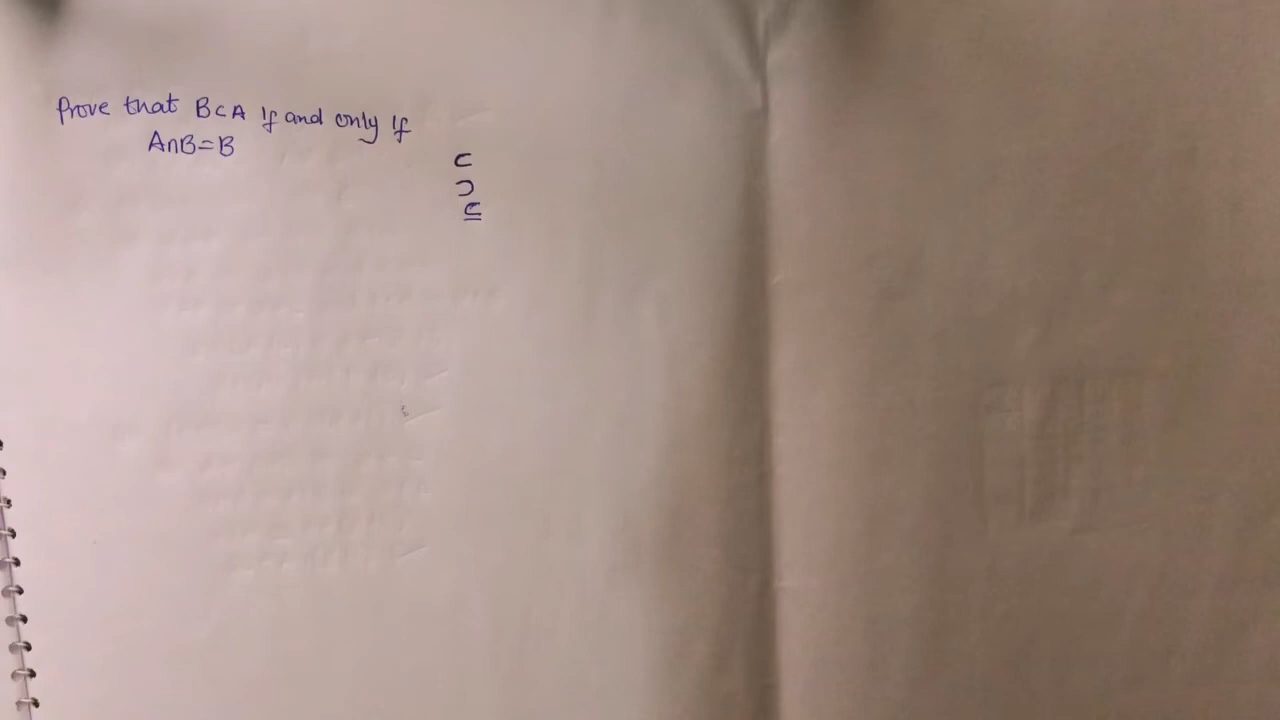 Prove that B⊂A If and only If
A∩B=B
⊂
⊃
⊆